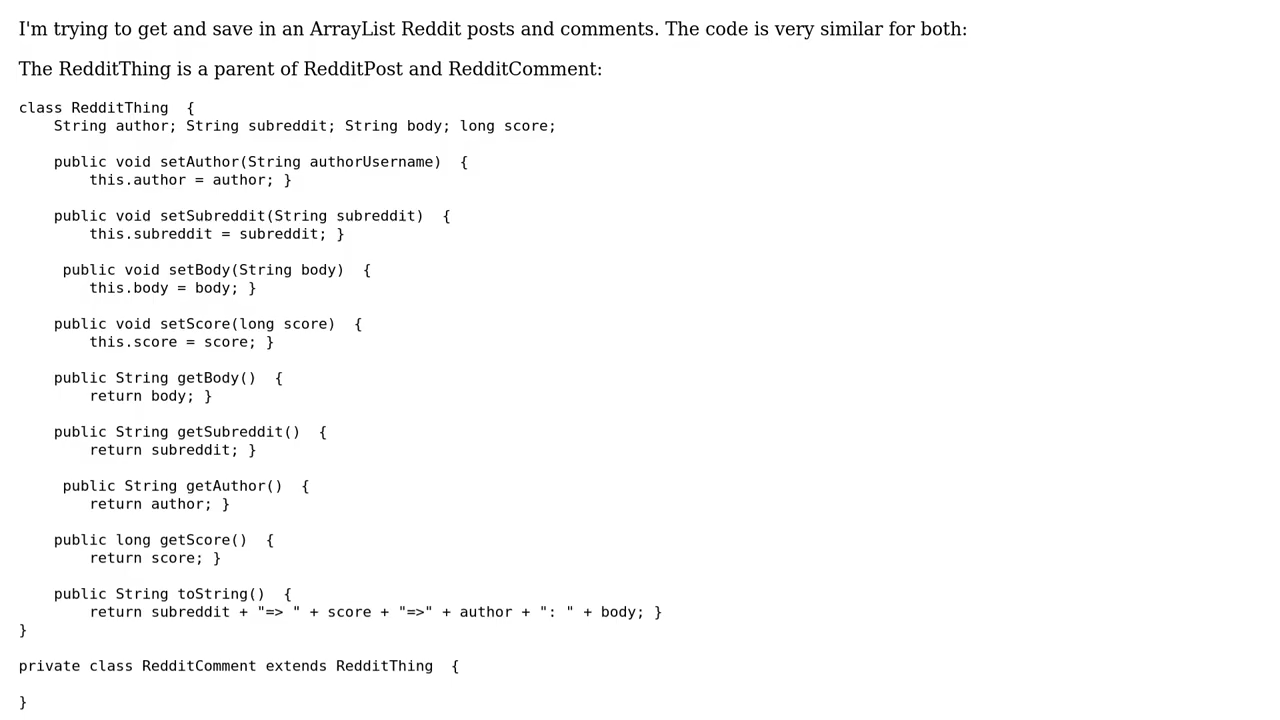 I'm trying to get and save in an ArrayList Reddit posts and comments. The code is very similar for both:
The RedditThing is a parent of RedditPost and RedditComment:
class RedditThing  {
    String author; String subreddit; String body; long score;

    public void setAuthor(String authorUsername)  {
        this.author = author; }

    public void setSubreddit(String subreddit)  {
        this.subreddit = subreddit; }

     public void setBody(String body)  {
        this.body = body; }

    public void setScore(long score)  {
        this.score = score; }

    public String getBody()  {
        return body; }

    public String getSubreddit()  {
        return subreddit; }

     public String getAuthor()  {
        return author; }

    public long getScore()  {
        return score; }

    public String toString()  {
        return subreddit + "=> " + score + "=>" + author + ": " + body; }
}

private class RedditComment extends RedditThing  {

}